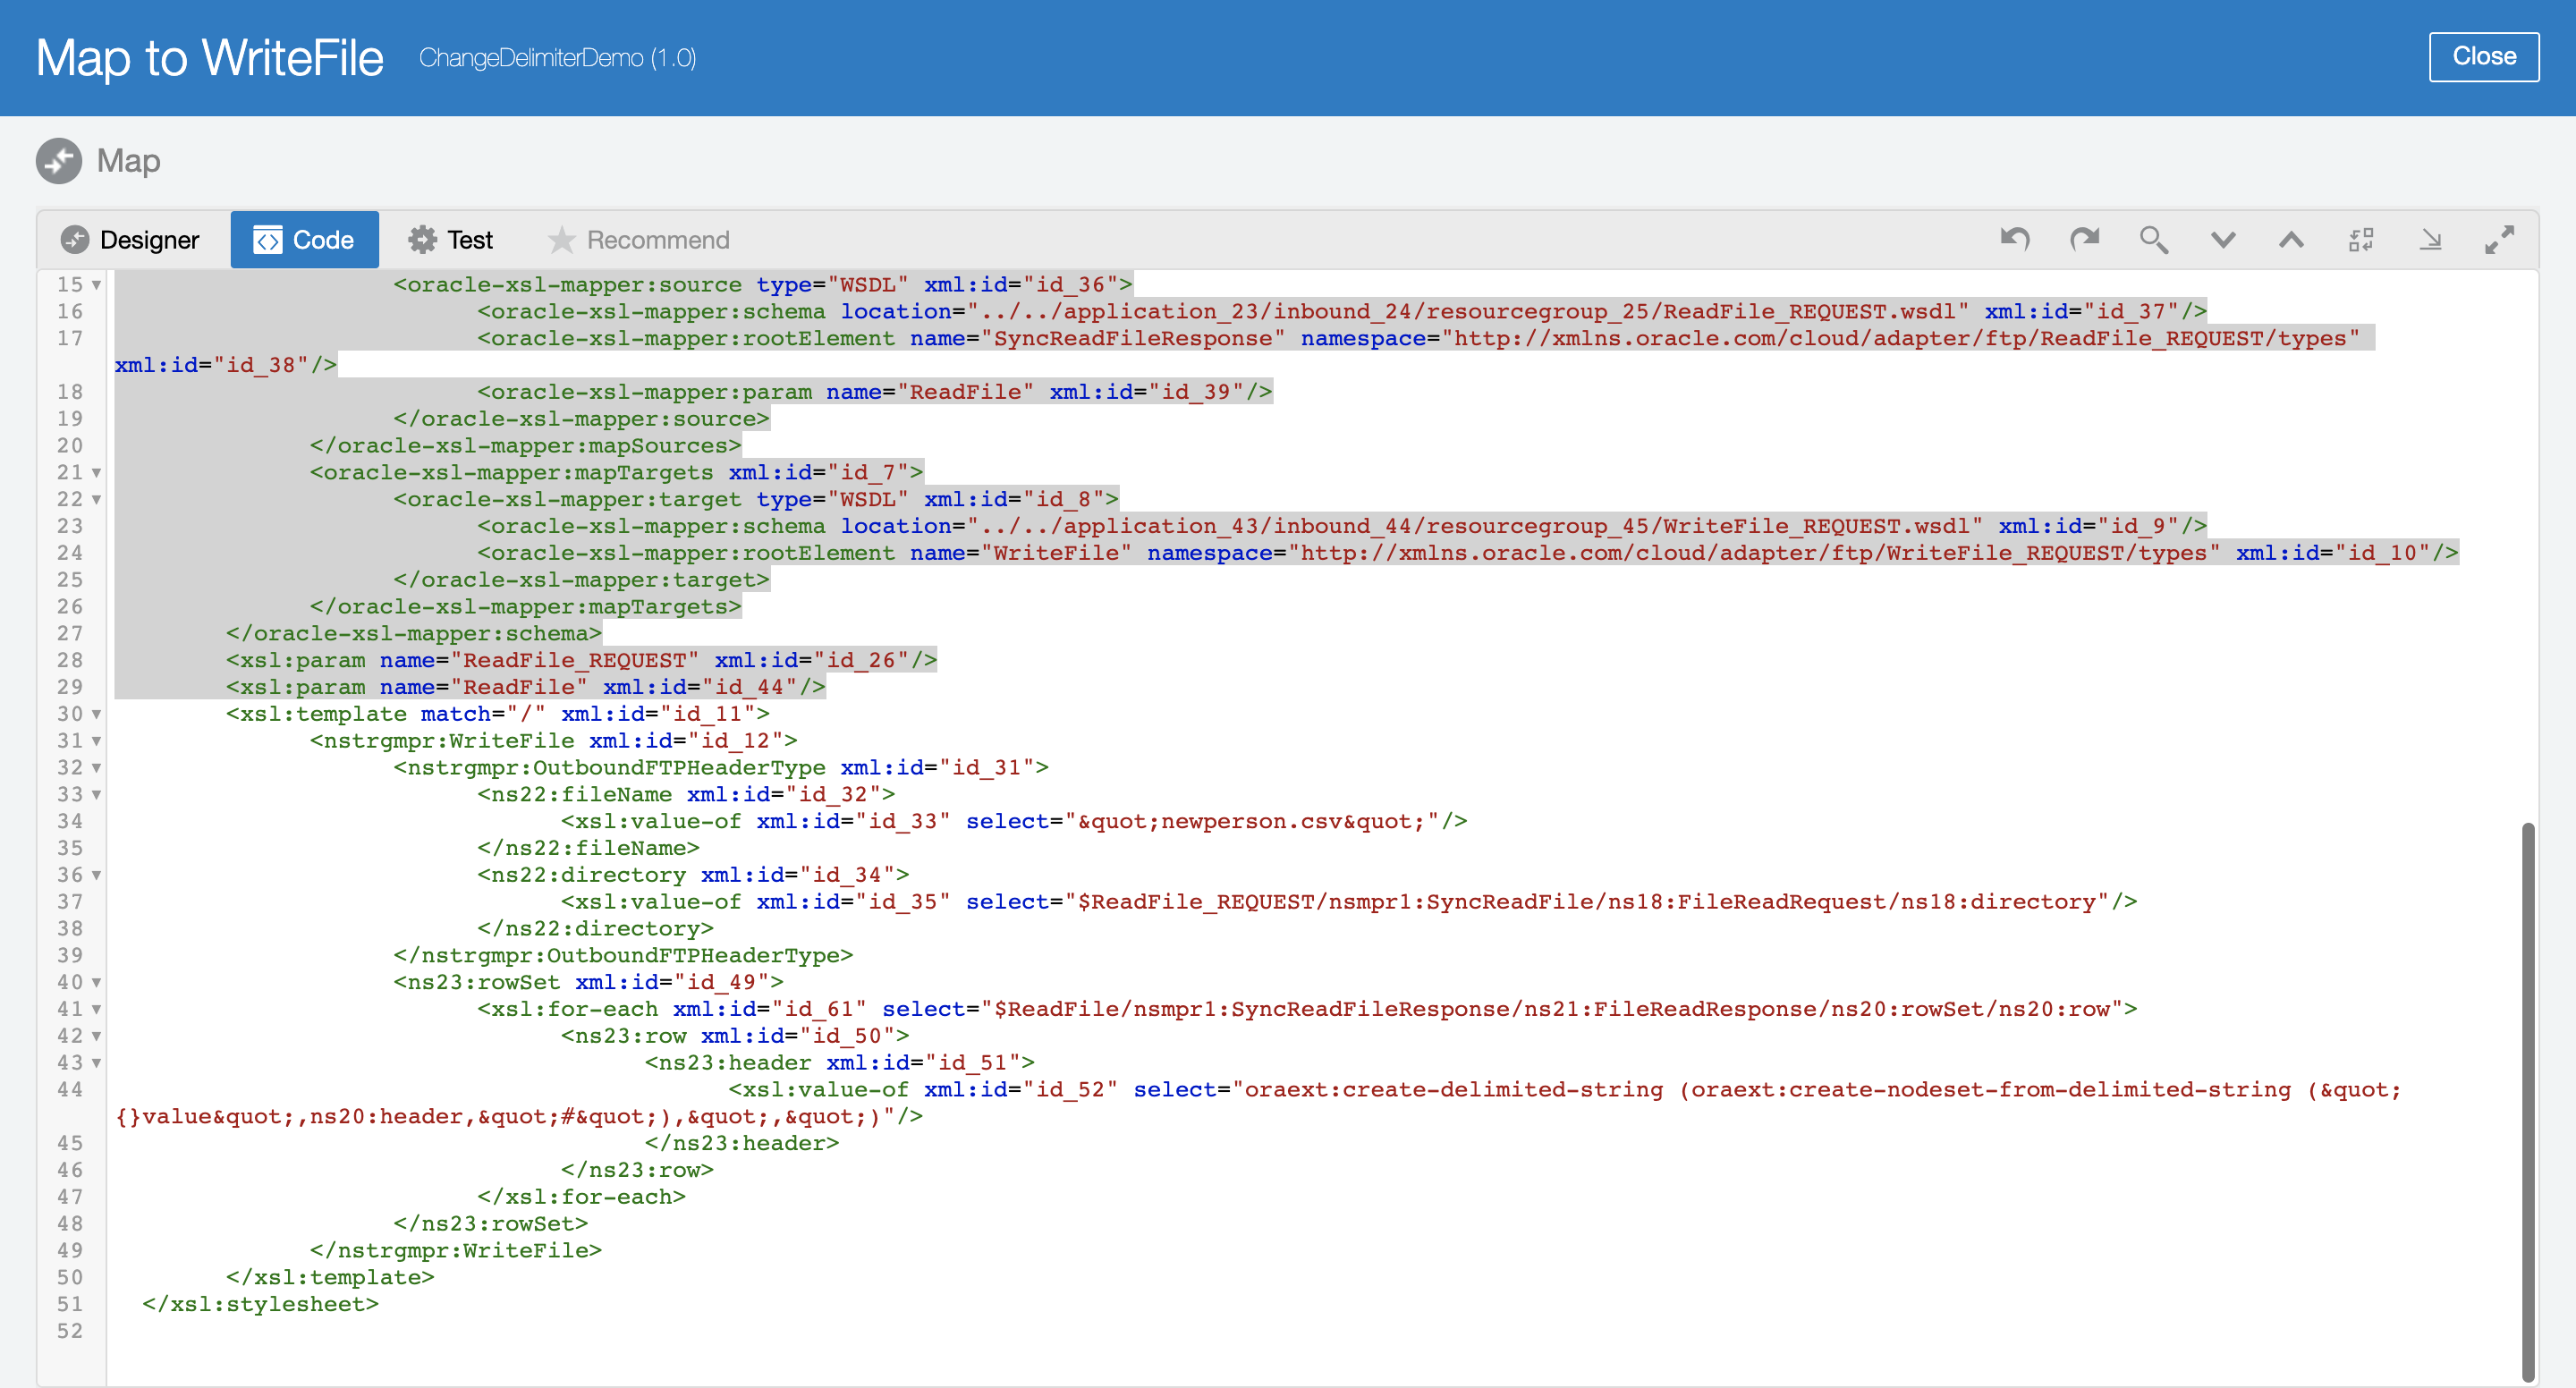 Map to WriteFile ChangeDelimiterDemo (1.0) Close
Map
Designer Code Test Recommend
15 <oracle-xsl-mapper:source type="WSDL" xml:id="id_36">
16 <oracle-xsl-mapper:schema location="../../application_23/inbound_24/resourcegroup_25/ReadFile_REQUEST.wsdl" xml:id="id_37"/>
17 <oracle-xsl-mapper:rootElement name="SyncReadFileResponse" namespace="http://xmlns.oracle.com/cloud/adapter/ftp/ReadFile_REQUEST/types"
xml:id="id_38"/>
18 <oracle-xsl-mapper:param name="ReadFile" xml:id="id_39"/>
19 </oracle-xsl-mapper:source>
20 </oracle-xsl-mapper:mapSources>
21 <oracle-xsl-mapper:mapTargets xml:id="id_7">
22 <oracle-xsl-mapper:target type="WSDL" xml:id="id_8">
23 <oracle-xsl-mapper:schema location="../../application_43/inbound_44/resourcegroup_45/WriteFile_REQUEST.wsdl" xml:id="id_9"/>
24 <oracle-xsl-mapper:rootElement name="WriteFile" namespace="http://xmlns.oracle.com/cloud/adapter/ftp/WriteFile_REQUEST/types" xml:id="id_10"/>
25 </oracle-xsl-mapper:target>
26 </oracle-xsl-mapper:mapTargets>
27 </oracle-xsl-mapper:schema>
28 <xsl:param name="ReadFile_REQUEST" xml:id="id_26"/>
29 <xsl:param name="ReadFile" xml:id="id_44"/>
30 <xsl:template match="/" xml:id="id_11">
31 <nstrgmpr:WriteFile xml:id="id_12">
32 <nstrgmpr:OutboundFTPHeaderType xml:id="id_31">
33 <ns22:fileName xml:id="id_32">
34 <xsl:value-of xml:id="id_33" select="&quot;newperson.csv&quot;"/>
35 </ns22:fileName>
36 <ns22:directory xml:id="id_34">
37 <xsl:value-of xml:id="id_35" select="$ReadFile_REQUEST/nsmpr1:SyncReadFile/ns18:FileReadRequest/ns18:directory"/>
38 </ns22:directory>
39 </nstrgmpr:OutboundFTPHeaderType>
40 <ns23:rowSet xml:id="id_49">
41 <xsl:for-each xml:id="id_61" select="$ReadFile/nsmpr1:SyncReadFileResponse/ns21:FileReadResponse/ns20:rowSet/ns20:row">
42 <ns23:row xml:id="id_50">
43 <ns23:header xml:id="id_51">
44 <xsl:value-of xml:id="id_52" select="oraext:create-delimited-string (oraext:create-nodeset-from-delimited-string (&quot;
{}value&quot;,ns20:header,&quot;#&quot;),&quot;,&quot;)"/>
45 </ns23:header>
46 </ns23:row>
47 </xsl:for-each>
48 </ns23:rowSet>
49 </nstrgmpr:WriteFile>
50 </xsl:template>
51 </xsl:stylesheet>
52